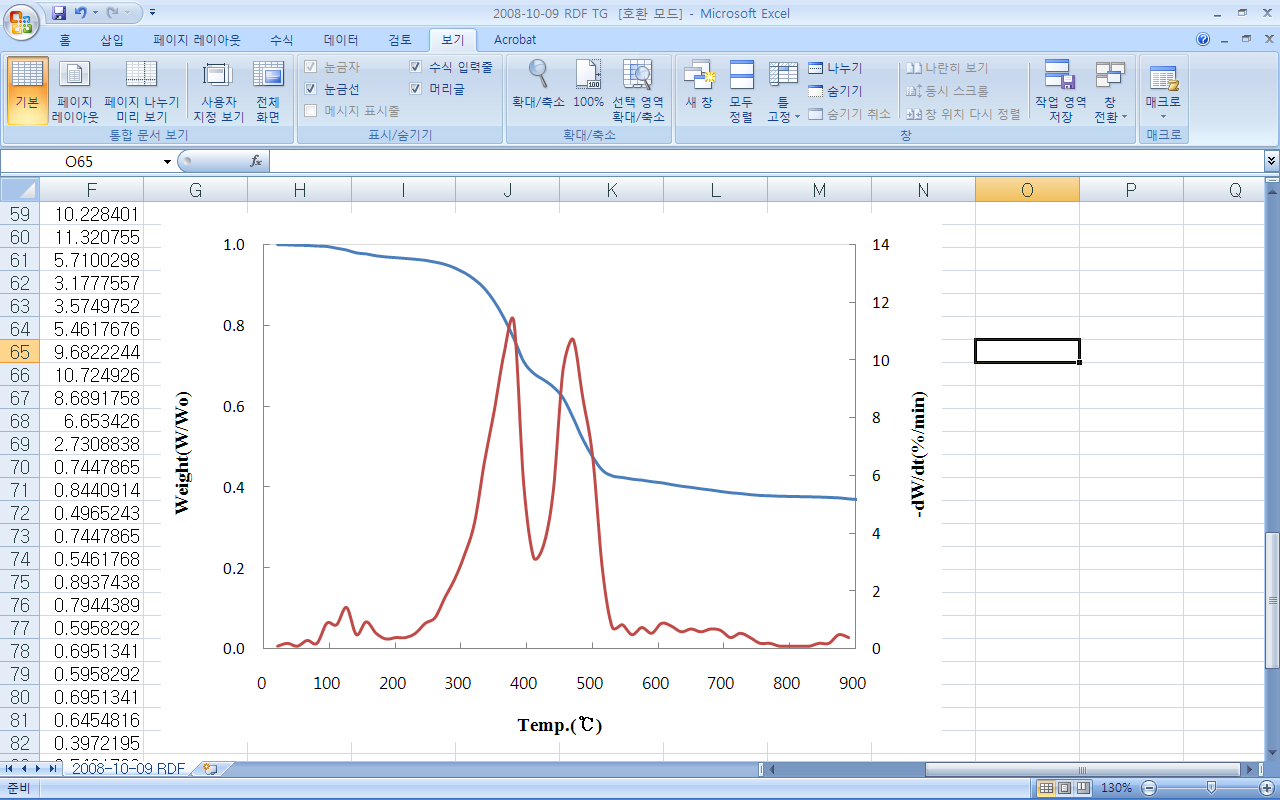 2008-10-09 RDF TG [호환 모드] - Microsoft Excel
홈 삽입 페이지 레이아웃 수식 데이터 검토 보기 Acrobat
기본 페이지 레이아웃 페이지 나누기 미리 보기 사용자 지정 보기 전체 화면
통합 문서 보기
눈금자 수식 입력줄
눈금선 머리글
메시지 표시줄
표시/숨기기
확대/축소 100% 선택 영역 확대/축소
확대/축소
새 창 모두 정렬 틀 고정
나누기 나란히 보기
숨기기 동시 스크롤
숨기기 취소 창 위치 다시 정렬
작업 영역 저장 창 전환
창
매크로
매크로
O65 fx
F G H I J K L M N O P Q
59 10.228401
60 11.320755
61 5.7100298
62 3.1777557
63 3.5749752
64 5.4617676
65 9.6822244
66 10.724926
67 8.6891758
68 6.653426
69 2.7308838
70 0.7447865
71 0.8440914
72 0.4965243
73 0.7447865
74 0.5461768
75 0.8937438
76 0.7944389
77 0.5958292
78 0.6951341
79 0.5958292
80 0.6951341
81 0.6454816
82 0.3972195
1.0
0.8
0.6
0.4
0.2
0.0
Weight(W/Wo)
14
12
10
8
6
4
2
0
-dW/dt(%/min)
0 100 200 300 400 500 600 700 800 900
Temp.(℃)
2008-10-09 RDF
준비 130%